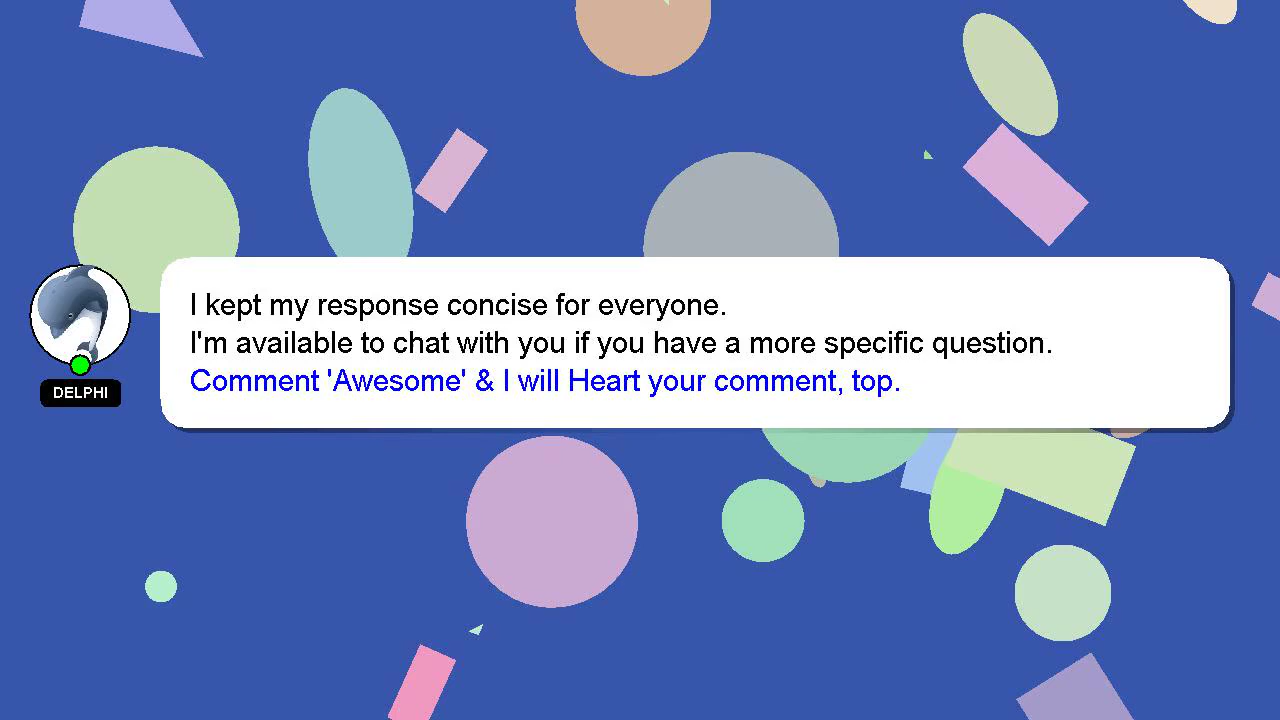 I kept my response concise for everyone.
I'm available to chat with you if you have a more specific question.
Comment 'Awesome' & I will Heart your comment, top.
DELPHI